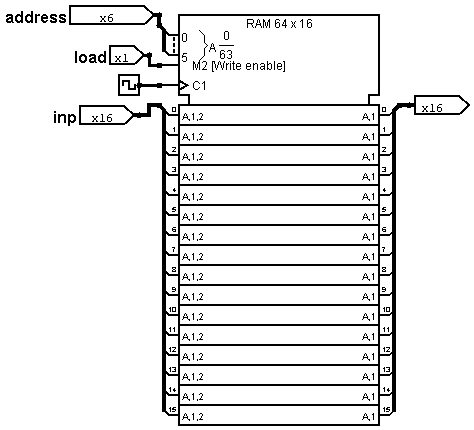 address x6
RAM 64 x 16
0
5
A 0
63
load x1
M2 [Write enable]
C1
inp x16
x16
0 A,1,2 A,1 0
1 A,1,2 A,1 1
2 A,1,2 A,1 2
3 A,1,2 A,1 3
4 A,1,2 A,1 4
5 A,1,2 A,1 5
6 A,1,2 A,1 6
7 A,1,2 A,1 7
8 A,1,2 A,1 8
9 A,1,2 A,1 9
10 A,1,2 A,1 10
11 A,1,2 A,1 11
12 A,1,2 A,1 12
13 A,1,2 A,1 13
14 A,1,2 A,1 14
15 A,1,2 A,1 15